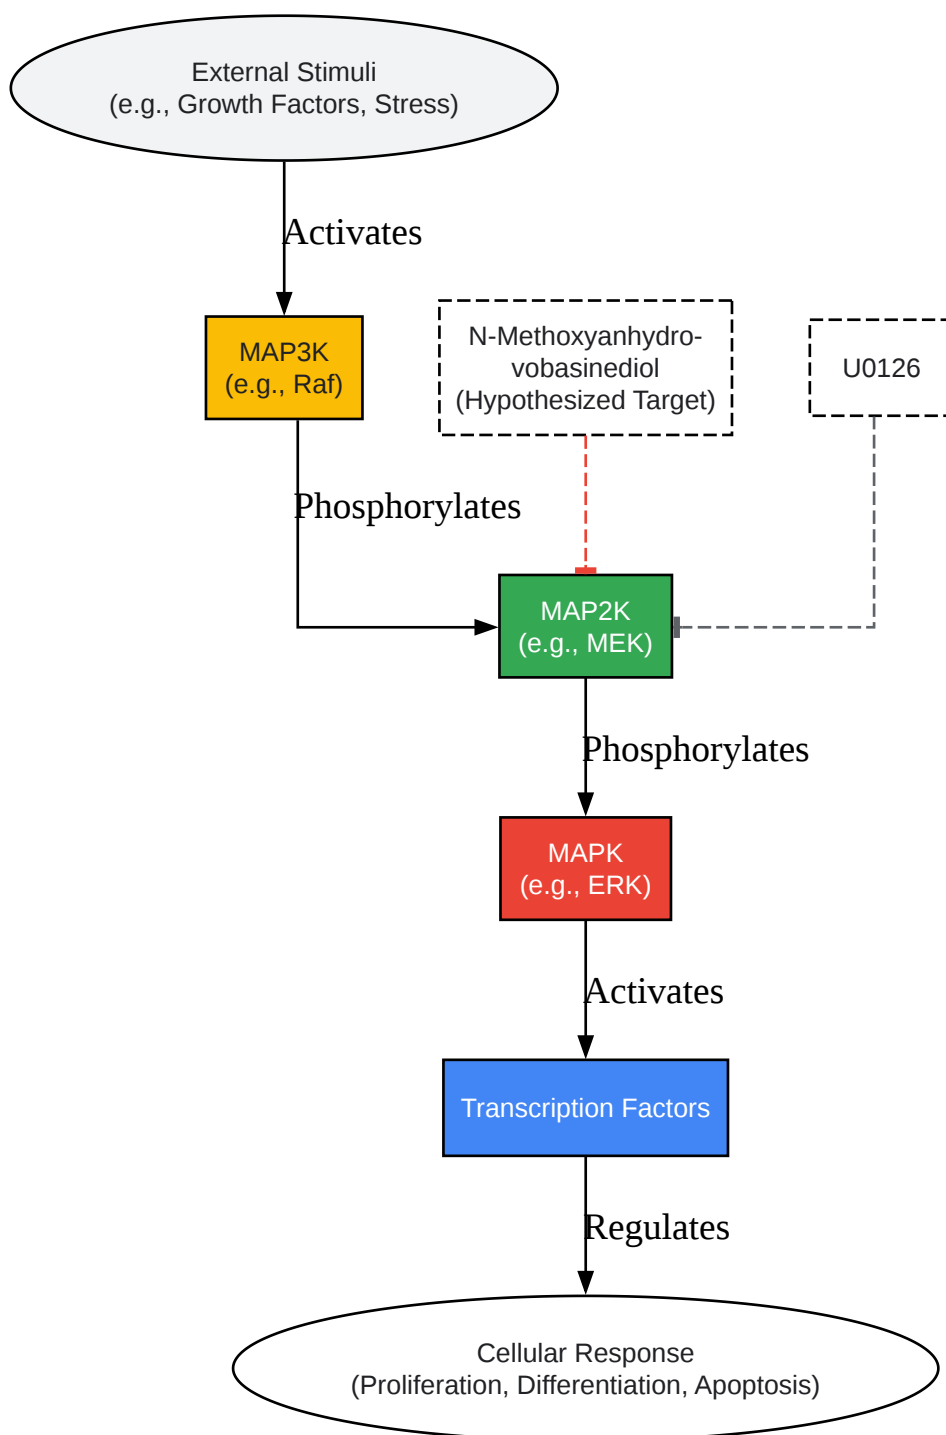 External Stimuli
(e.g., Growth Factors, Stress)
Activates
MAP3K
(e.g., Raf)
N-Methoxyanhydro-
vobasinediol
(Hypothesized Target)
U0126
Phosphorylates
MAP2K
(e.g., MEK)
Phosphorylates
MAPK
(e.g., ERK)
Activates
Transcription Factors
Regulates
Cellular Response
(Proliferation, Differentiation, Apoptosis)